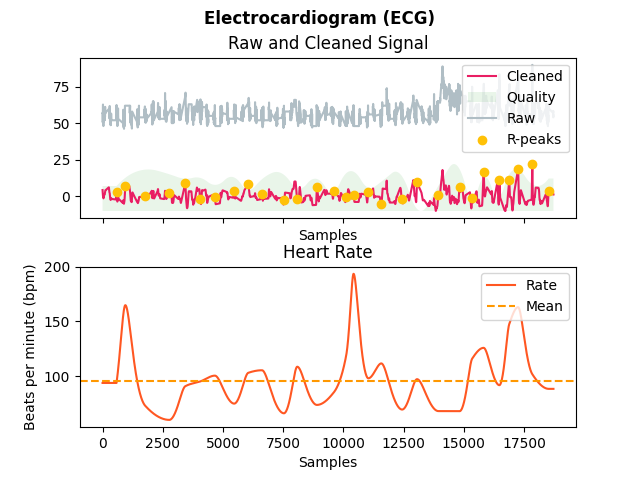 Electrocardiogram (ECG)
Raw and Cleaned Signal
75
50
25
0
Cleaned
Quality
Raw
R-peaks
Samples
Heart Rate
Beats per minute (bpm)
200
150
100
Rate
Mean
0 2500 5000 7500 10000 12500 15000 17500
Samples